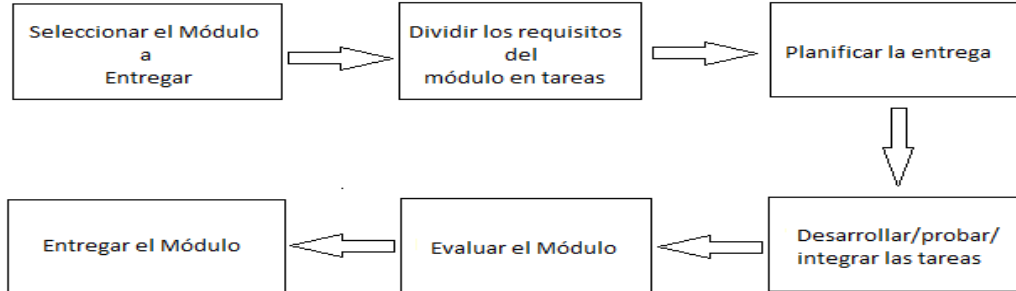 Seleccionar el Módulo
a
Entregar
Dividir los requisitos
del
módulo en tareas
Planificar la entrega
Desarrollar/probar/
integrar las tareas
Evaluar el Módulo
Entregar el Módulo